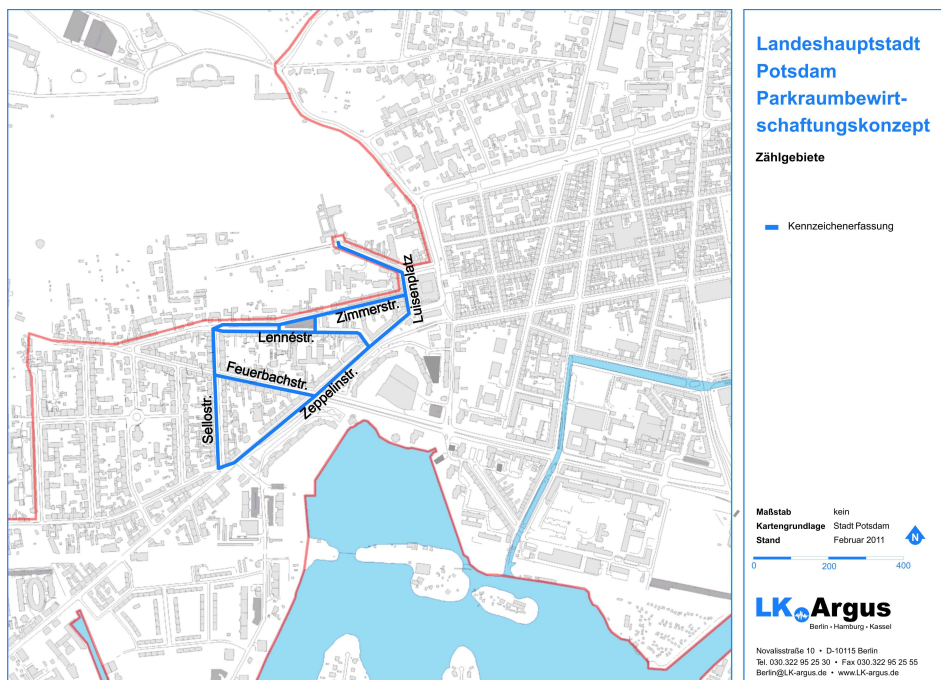 Luisenplatz
Zimmerstr.
Lennéstr.
Feuerbachstr.
Zeppelinstr.
Sellostr.
Landeshauptstadt
Potsdam
Parkraumbewirt-
schaftungskonzept
Zählgebiete
Kennzeichenerfassung
Maßstab kein
Kartengrundlage Stadt Potsdam
Stand Februar 2011
N
0 200 400
LK Argus
Berlin • Hamburg • Kassel
Novalisstraße 10 • D-10115 Berlin
Tel. 030.322 95 25 30 • Fax 030.322 95 25 55
Berlin@LK-argus.de • www.LK-argus.de